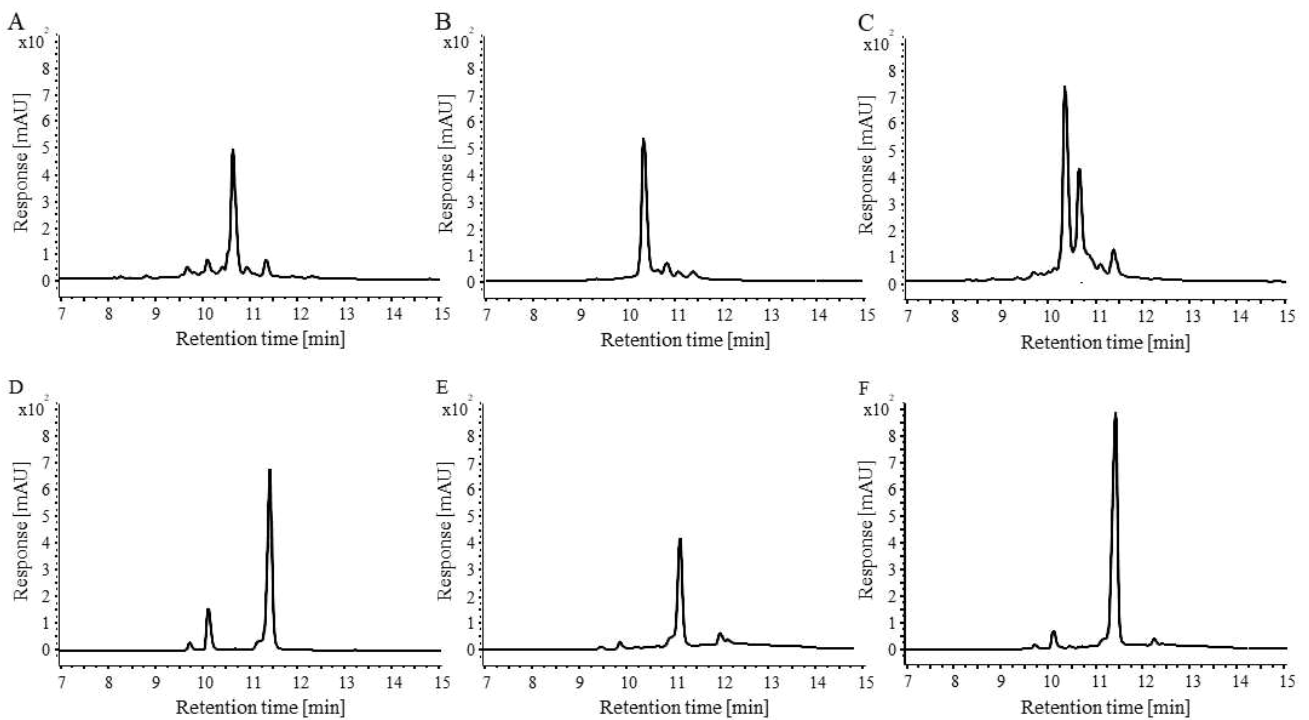 A B C
x10² x10² x10²
8 8 8
7 7 7
6 6 6
5 5 5
4 4 4
3 3 3
2 2 2
1 1 1
0 0 0
Response [mAU] Response [mAU] Response [mAU]
7 8 9 10 11 12 13 14 15 7 8 9 10 11 12 13 14 15 7 8 9 10 11 12 13 14 15
Retention time [min] Retention time [min] Retention time [min]
D E F
x10² x10² x10²
8 8 8
7 7 7
6 6 6
5 5 5
4 4 4
3 3 3
2 2 2
1 1 1
0 0 0
Response [mAU] Response [mAU] Response [mAU]
7 8 9 10 11 12 13 14 15 7 8 9 10 11 12 13 14 15 7 8 9 10 11 12 13 14 15
Retention time [min] Retention time [min] Retention time [min]